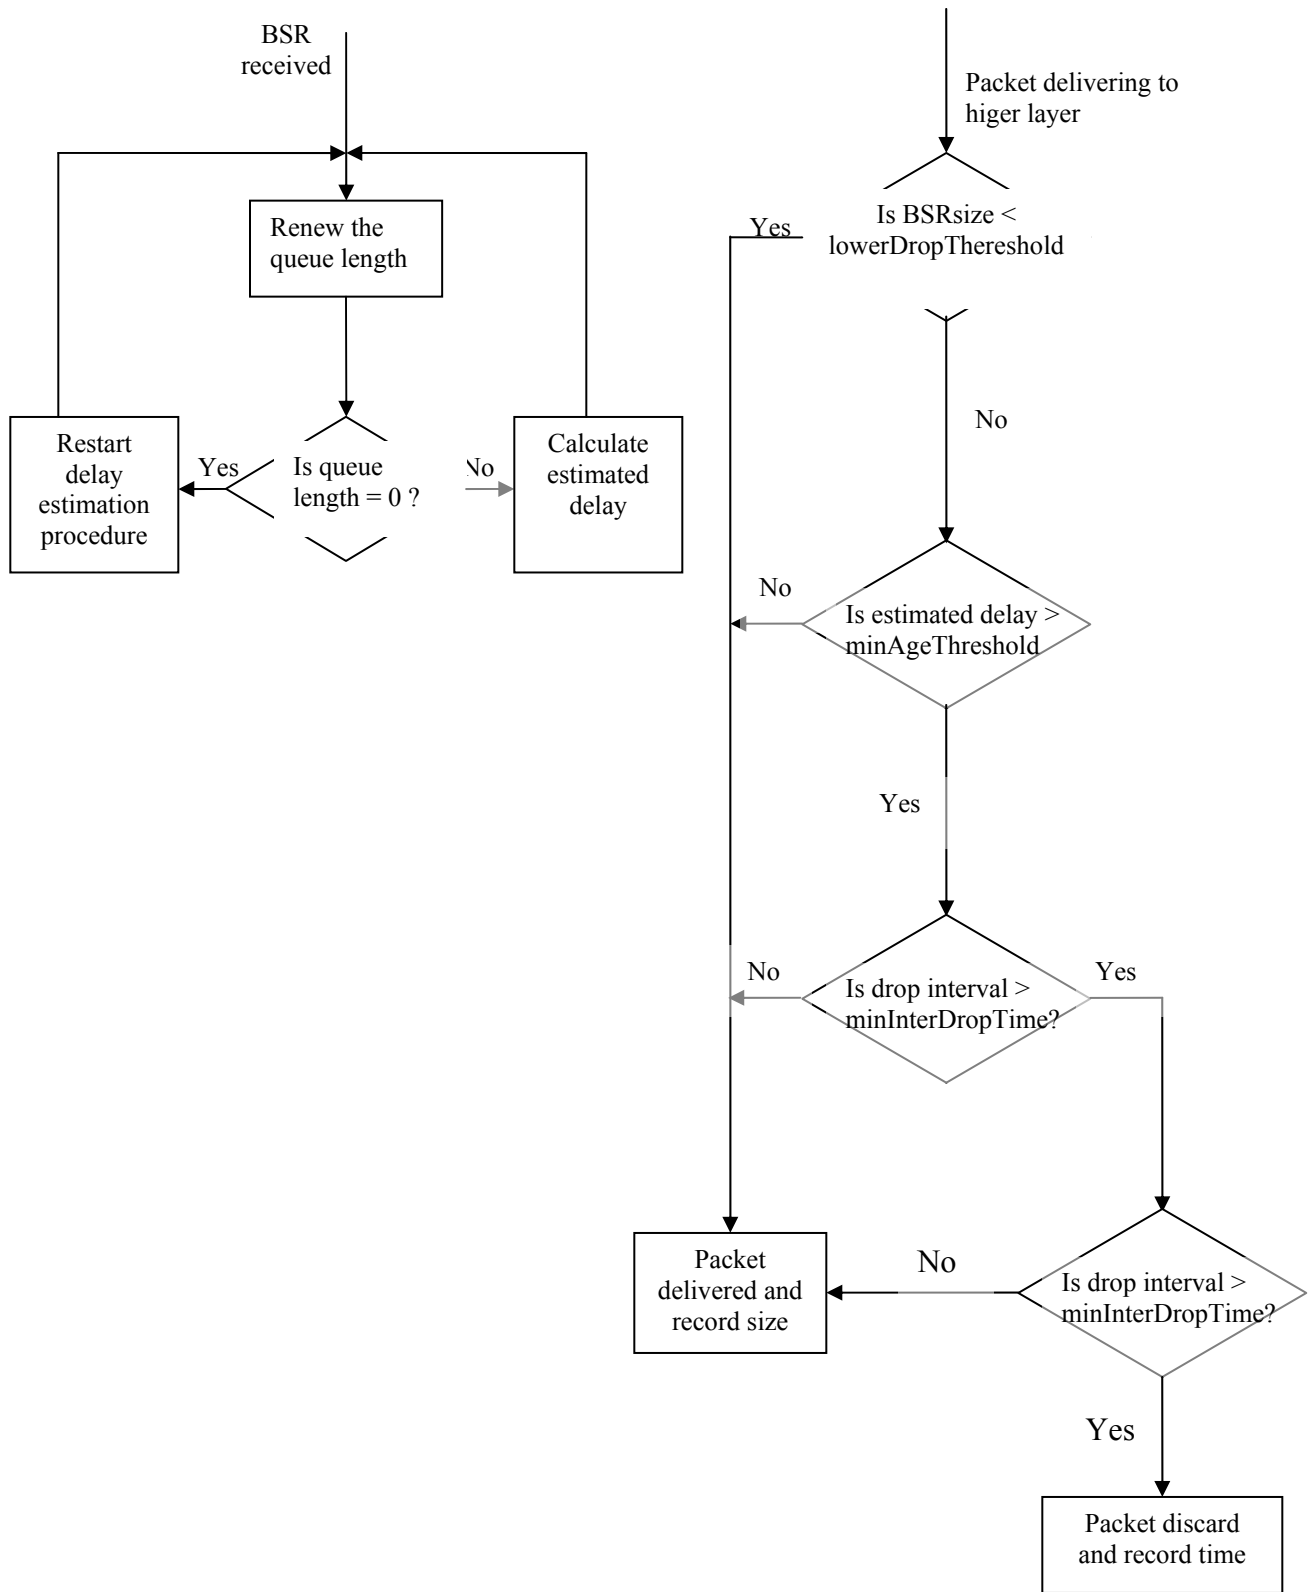 BSR
received
Renew the
queue length
Restart
delay
estimation
procedure
Yes
Is queue
length = 0 ?
No
Calculate
estimated
delay
Packet delivering to
higer layer
Is BSRsize <
lowerDropThereshold
Yes
No
Is estimated delay >
minAgeThreshold
No
Yes
Is drop interval >
minInterDropTime?
No
Yes
Is drop interval >
minInterDropTime?
No
Packet
delivered and
record size
Yes
Packet discard
and record time